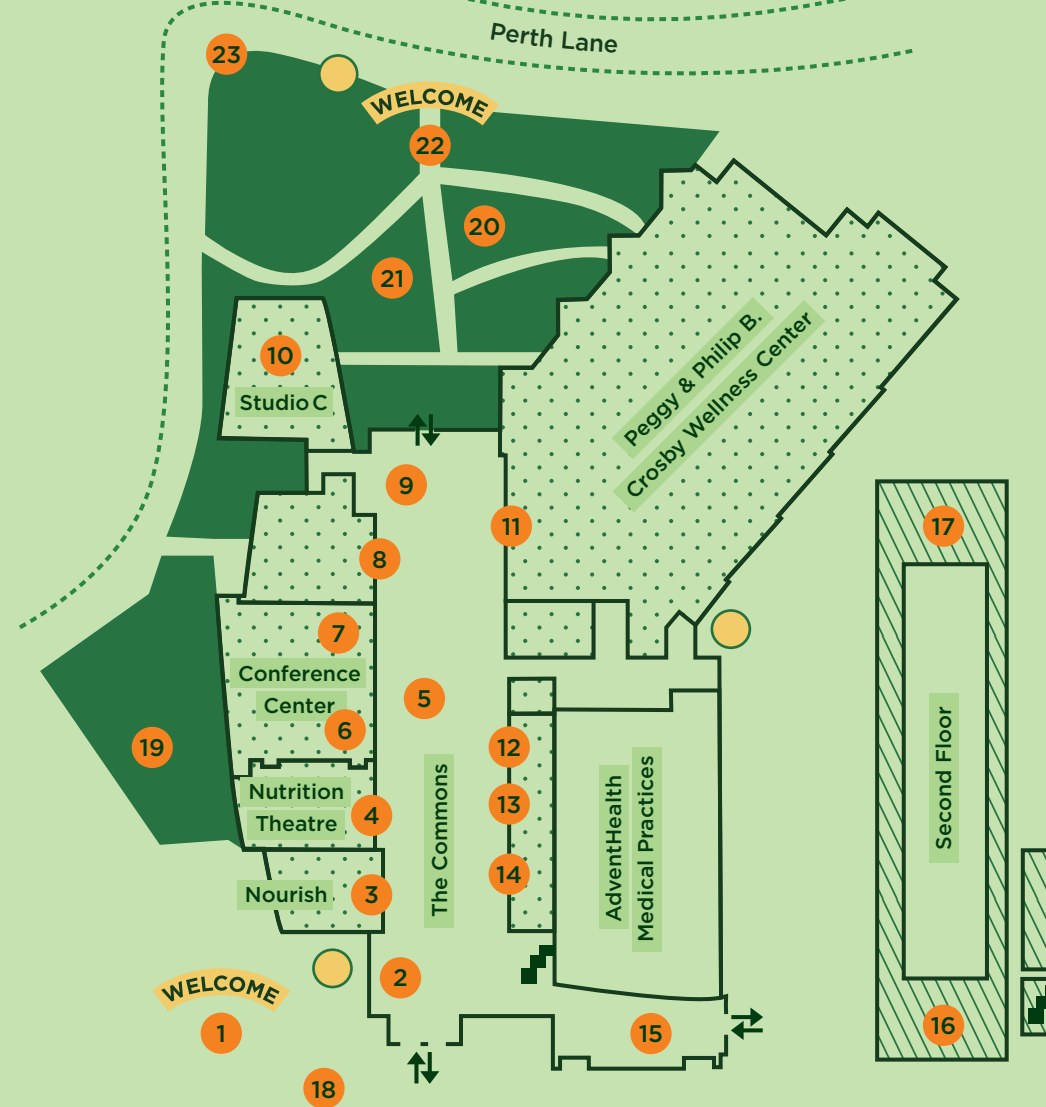 Perth Lane
23
WELCOME
22
20
21
10
Studio C
Peggy & Philip B.
Crosby Wellness Center
9
11
17
8
7
Conference
Center
5
6
19
12
Nutrition
Theatre
4
13
The Commons
AdventHealth
Medical Practices
Second Floor
14
Nourish
3
2
WELCOME
1
15
16
18